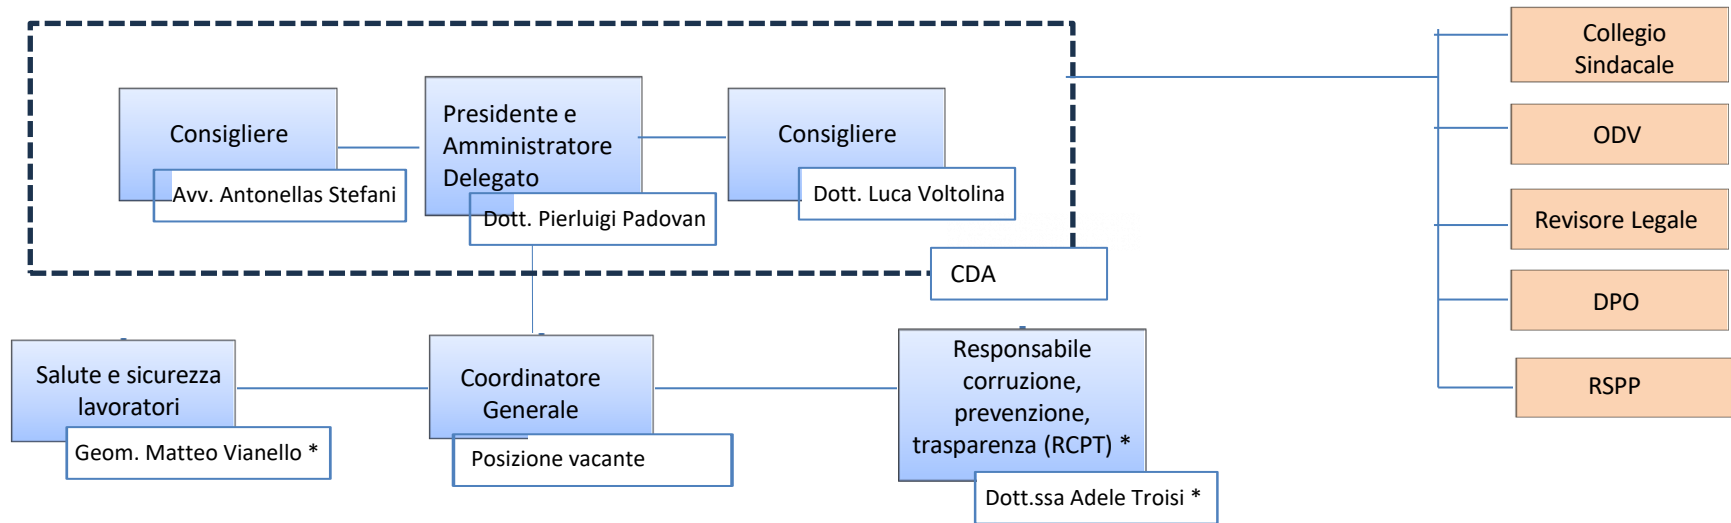 Consigliere
Avv. Antonellas Stefani
Presidente e
Amministratore
Delegato
Dott. Pierluigi Padovan
Consigliere
Dott. Luca Voltolina
CDA
Collegio
Sindacale
ODV
Revisore Legale
DPO
RSPP
Salute e sicurezza
lavoratori
Geom. Matteo Vianello *
Coordinatore
Generale
Posizione vacante
Responsabile
corruzione,
prevenzione,
trasparenza (RCPT) *
Dott.ssa Adele Troisi *